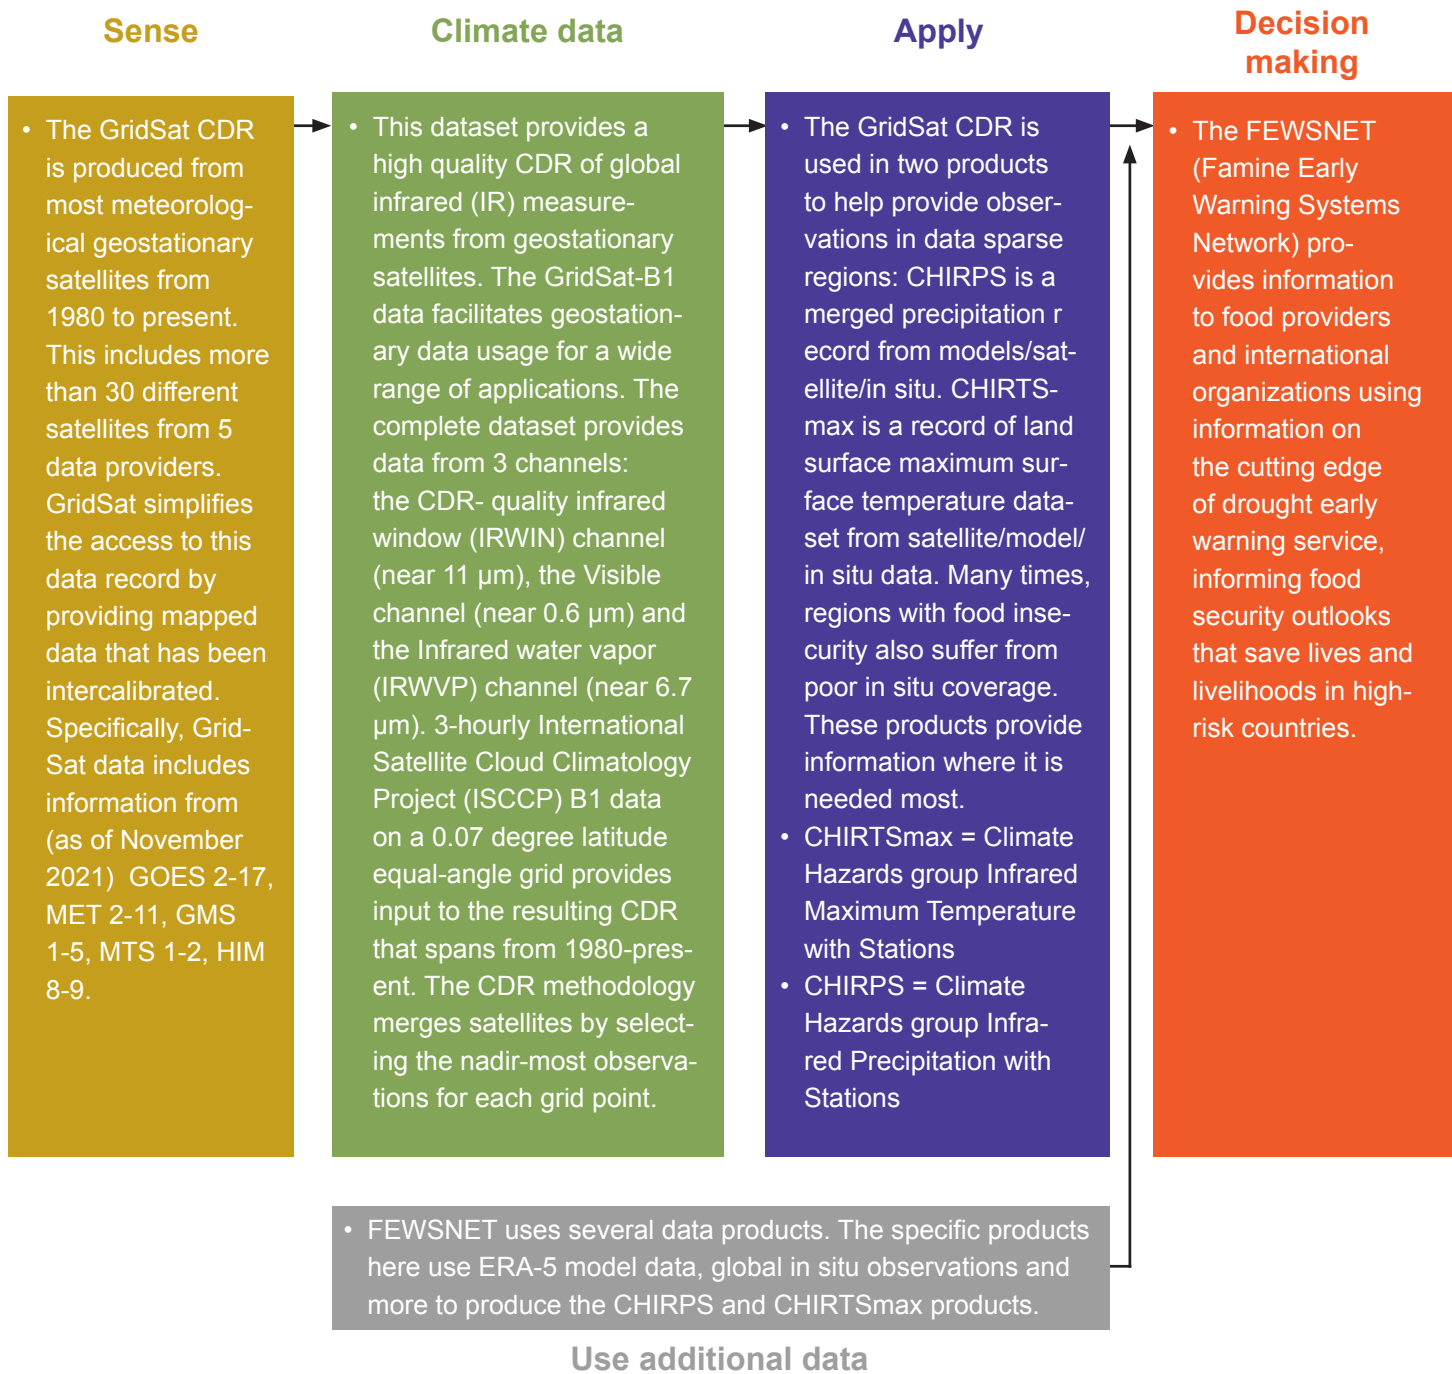 Sense
• The GridSat CDR
is produced from
most meteorolog-
ical geostationary
satellites from
1980 to present.
This includes more
than 30 different
satellites from 5
data providers.
GridSat simplifies
the access to this
data record by
providing mapped
data that has been
intercalibrated.
Specifically, Grid-
Sat data includes
information from
(as of November
2021) GOES 2-17,
MET 2-11, GMS
1-5, MTS 1-2, HIM
8-9.
Climate data
• This dataset provides a
high quality CDR of global
infrared (IR) measure-
ments from geostationary
satellites. The GridSat-B1
data facilitates geostation-
ary data usage for a wide
range of applications. The
complete dataset provides
data from 3 channels:
the CDR- quality infrared
window (IRWIN) channel
(near 11 μm), the Visible
channel (near 0.6 μm) and
the Infrared water vapor
(IRWVP) channel (near 6.7
μm). 3-hourly International
Satellite Cloud Climatology
Project (ISCCP) B1 data
on a 0.07 degree latitude
equal-angle grid provides
input to the resulting CDR
that spans from 1980-pres-
ent. The CDR methodology
merges satellites by select-
ing the nadir-most observa-
tions for each grid point.
Apply
• The GridSat CDR is
used in two products
to help provide obser-
vations in data sparse
regions: CHIRPS is a
merged precipitation r
ecord from models/sat-
ellite/in situ. CHIRTS-
max is a record of land
surface maximum sur-
face temperature data-
set from satellite/model/
in situ data. Many times,
regions with food inse-
curity also suffer from
poor in situ coverage.
These products provide
information where it is
needed most.
• CHIRTSmax = Climate
Hazards group Infrared
Maximum Temperature
with Stations
• CHIRPS = Climate
Hazards group Infra-
red Precipitation with
Stations
Decision
making
• The FEWSNET
(Famine Early
Warning Systems
Network) pro-
vides information
to food providers
and international
organizations using
information on
the cutting edge
of drought early
warning service,
informing food
security outlooks
that save lives and
livelihoods in high-
risk countries.
• FEWSNET uses several data products. The specific products
here use ERA-5 model data, global in situ observations and
more to produce the CHIRPS and CHIRTSmax products.
Use additional data